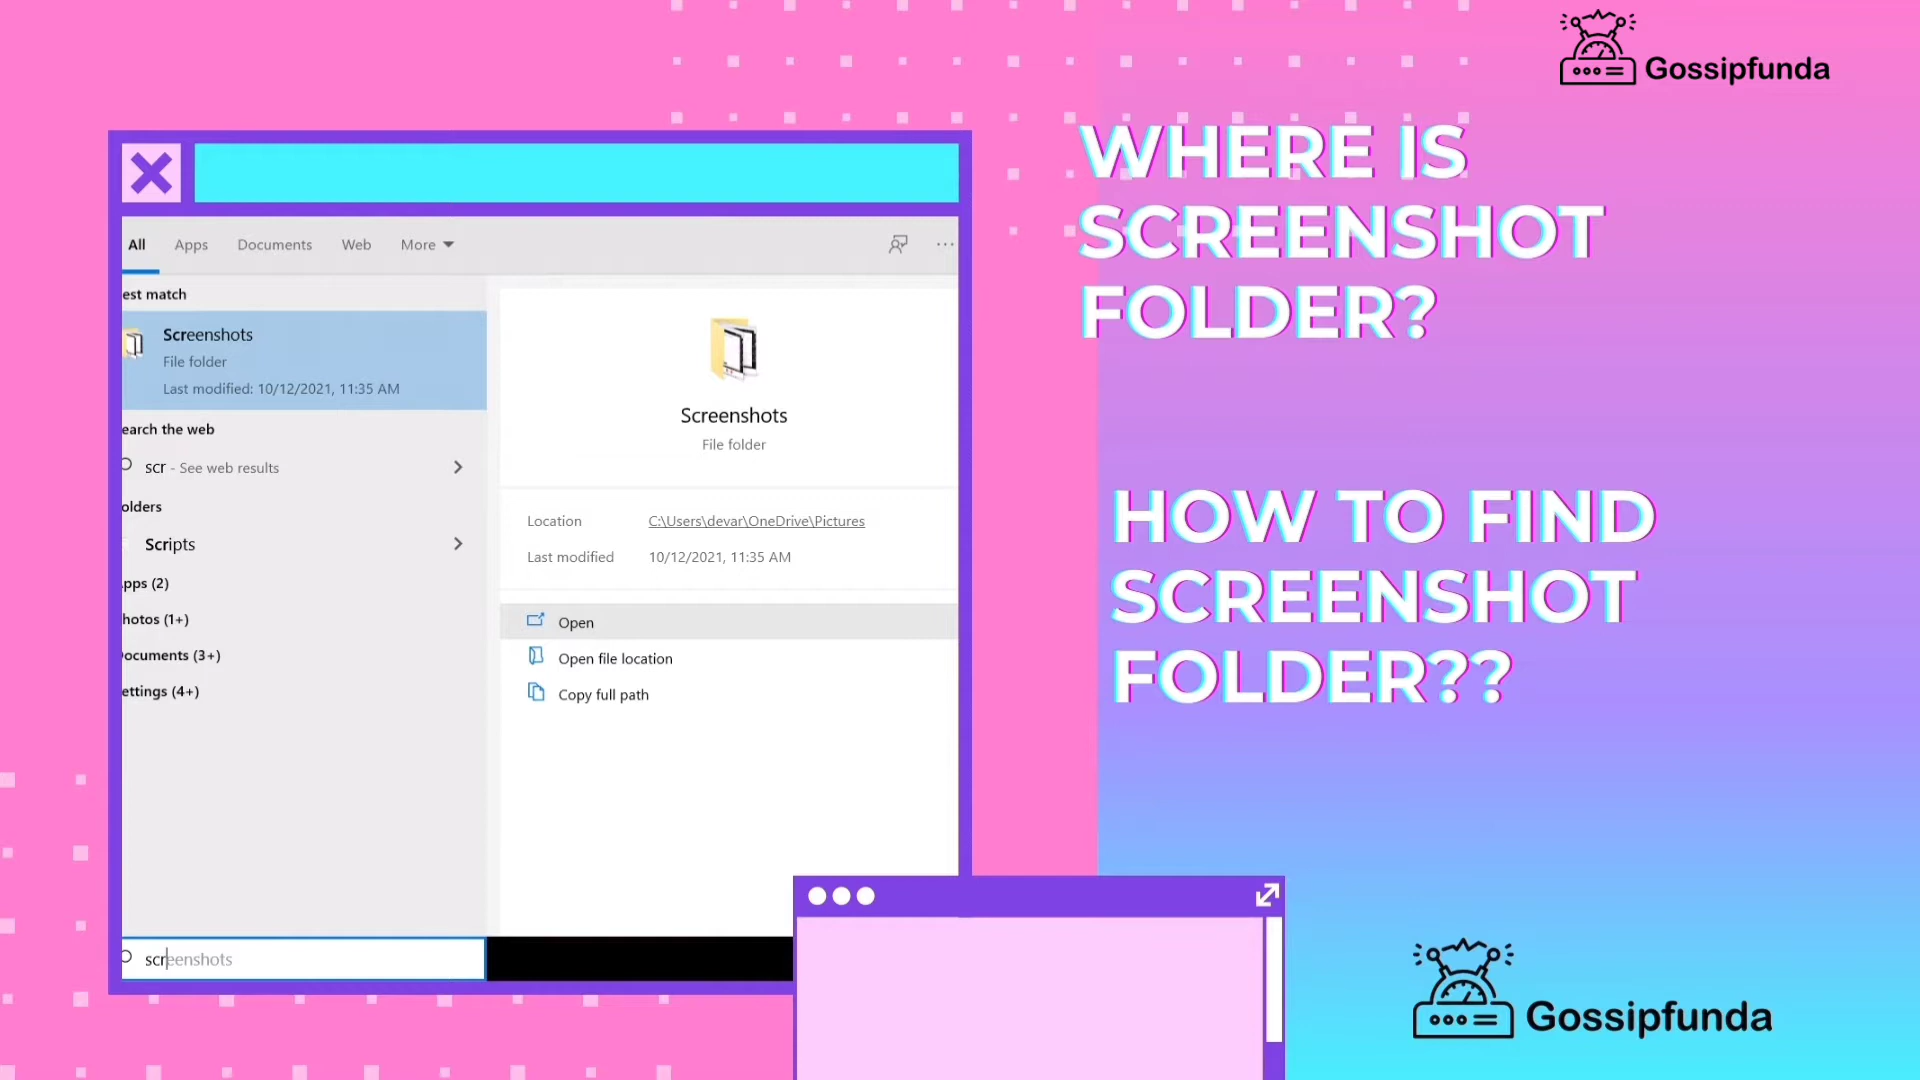 Gossipfunda
WHERE IS
SCREENSHOT
FOLDER?
HOW TO FIND
SCREENSHOT
FOLDER??
All Apps Documents Web More
est match
Screenshots
File folder
Last modified: 10/12/2021, 11:35 AM
earch the web
scr - See web results
olders
Scripts
pps (2)
hotos (1+)
ocuments (3+)
ettings (4+)
screenshots
Screenshots
File folder
Location C:\Users\devar\OneDrive\Pictures
Last modified 10/12/2021, 11:35 AM
Open
Open file location
Copy full path
Gossipfunda